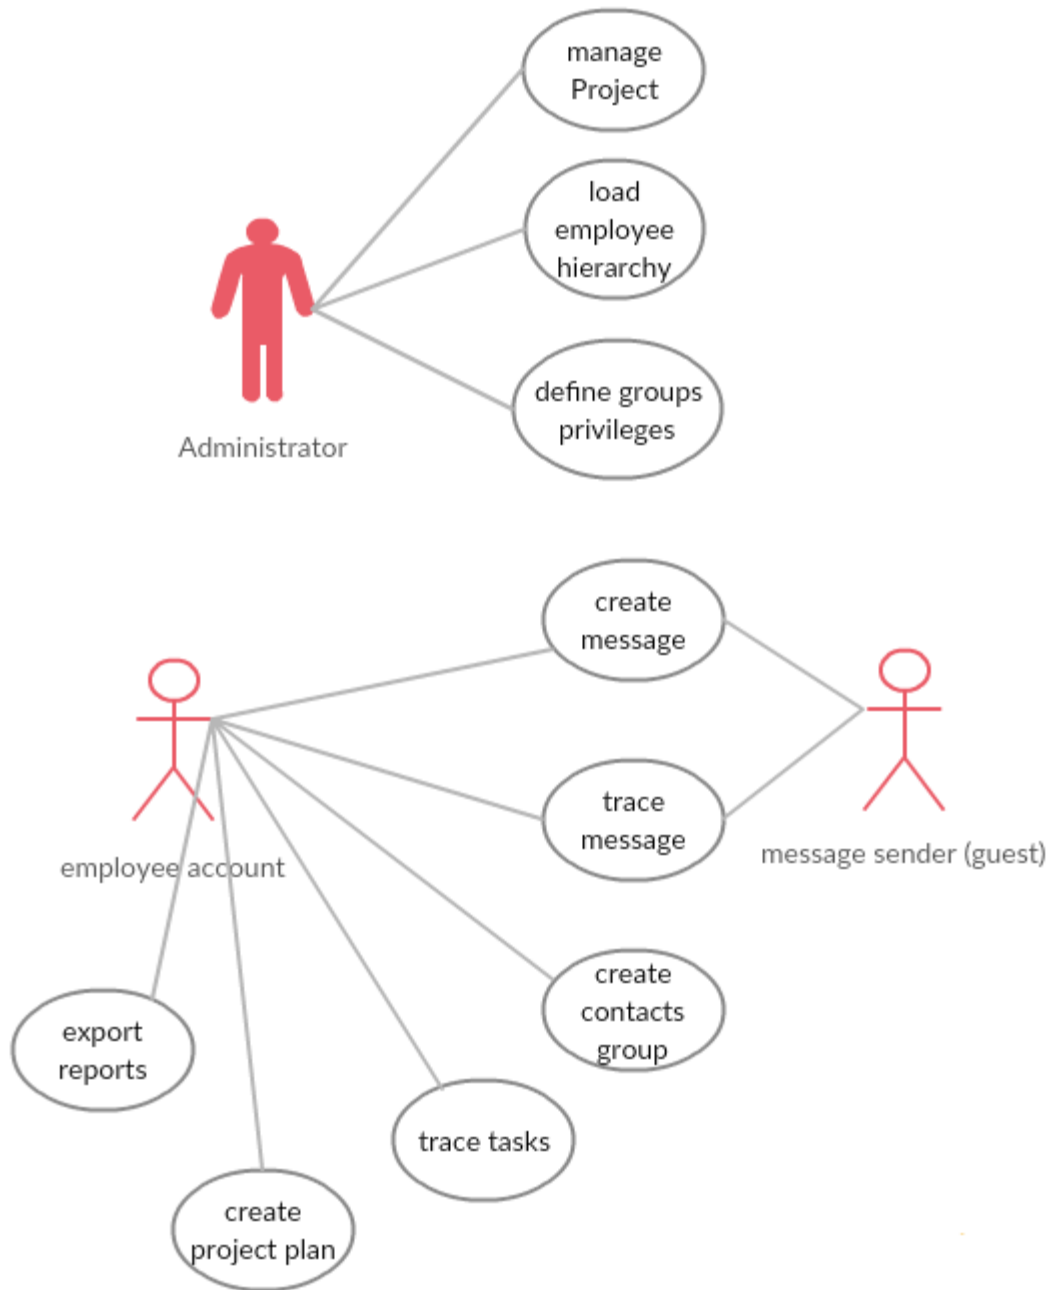 manage
Project
load
employee
hierarchy
define groups
privileges
Administrator
create
message
trace
message
message sender (guest)
employee account
create
contacts
group
export
reports
trace tasks
create
project plan